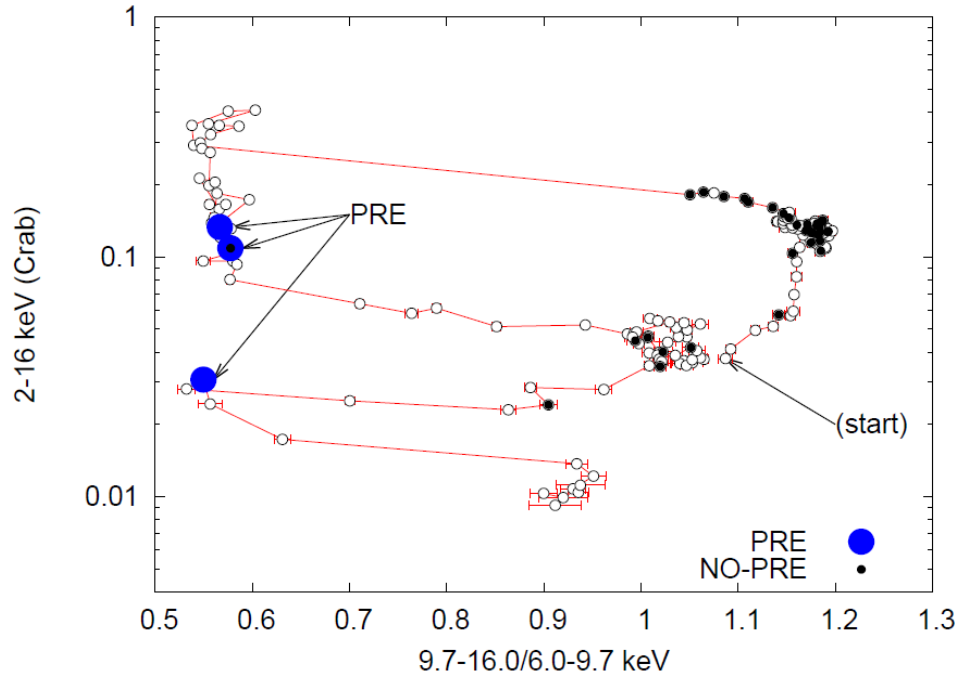 1
0.1
0.01
2-16 keV (Crab)
PRE
(start)
PRE
NO-PRE
0.5 0.6 0.7 0.8 0.9 1 1.1 1.2 1.3
9.7-16.0/6.0-9.7 keV